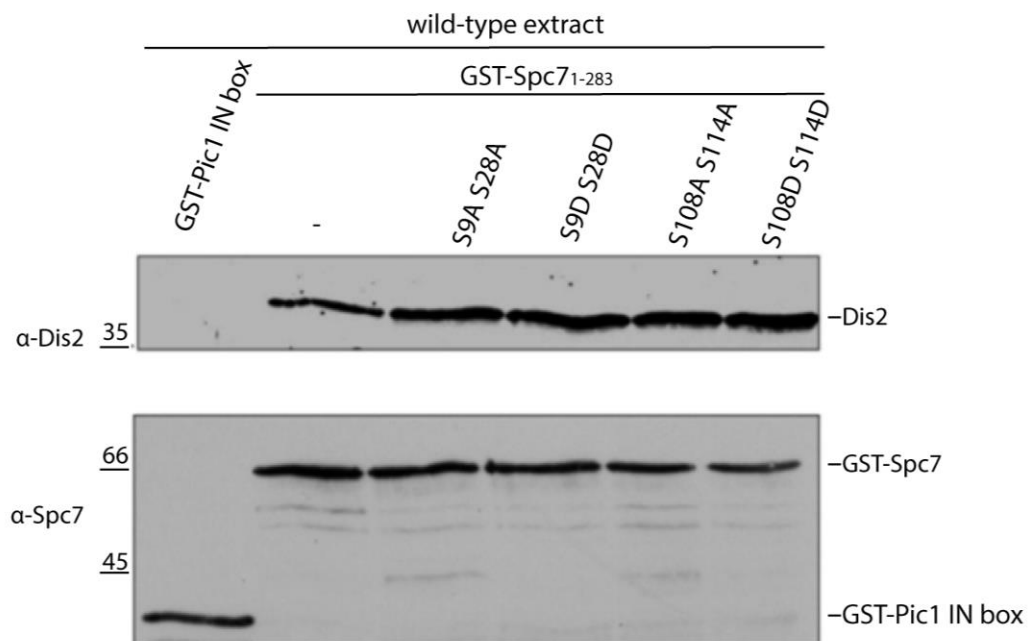 wild-type extract
GST-Spc71-283
GST-Pic1 IN box
-
S9A S28A
S9D S28D
S108A S114A
S108D S114D
α-Dis2
35
–Dis2
66
–GST-Spc7
α-Spc7
45
–GST-Pic1 IN box